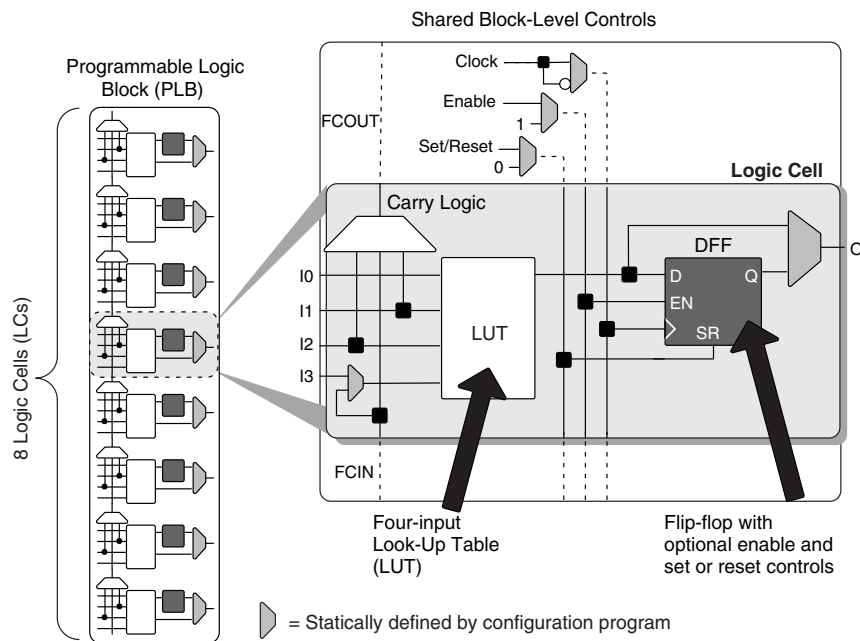 Shared Block-Level Controls
Programmable Logic
Block (PLB)
8 Logic Cells (LCs)
Clock
Enable
1
FCOUT
Set/Reset
0
Logic Cell
Carry Logic
DFF
O
I0
D
Q
I1
EN
LUT
I2
SR
I3
FCIN
Four-input
Look-Up Table
(LUT)
Flip-flop with
optional enable and
set or reset controls
= Statically defined by configuration program